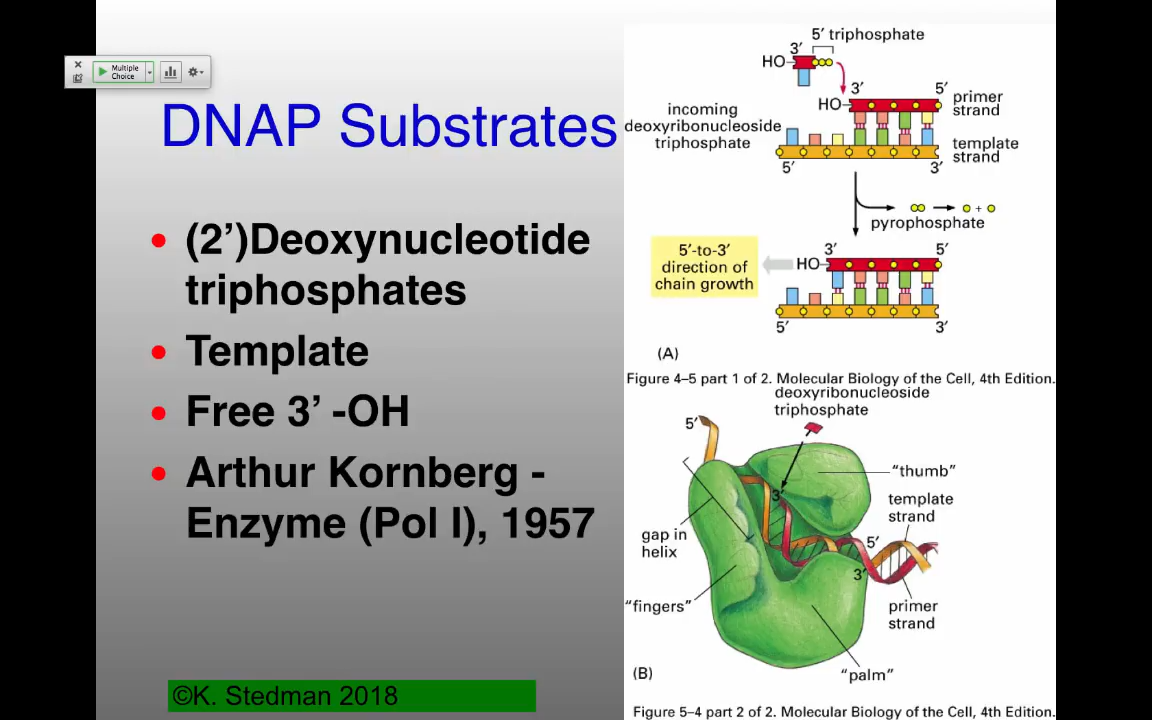 Multiple
Choice
DNAP Substrates
• (2’)Deoxynucleotide
triphosphates
• Template
• Free 3’ -OH
• Arthur Kornberg -
Enzyme (Pol I), 1957
©K. Stedman 2018
5′ triphosphate
3′
HO
3′
5′
HO
primer
strand
incoming
deoxyribonucleoside
triphosphate
template
strand
5′
3′
+
pyrophosphate
5′-to-3′
direction of
chain growth
3′
5′
HO
5′
3′
(A)
Figure 4–5 part 1 of 2. Molecular Biology of the Cell, 4th Edition.
deoxyribonucleoside
triphosphate
5′
“thumb”
3′
template
strand
gap in
helix
5′
3′
“fingers”
primer
strand
(B)
“palm”
Figure 5–4 part 2 of 2. Molecular Biology of the Cell, 4th Edition.